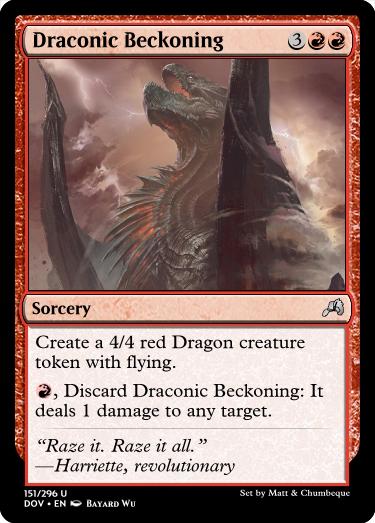 Draconic Beckoning 3
Sorcery
Create a 4/4 red Dragon creature
token with flying.
, Discard Draconic Beckoning: It
deals 1 damage to any target.
“Raze it. Raze it all.”
—Harriette, revolutionary
151/296 U
DOV • EN Bayard Wu Set by Matt & Chumbeque